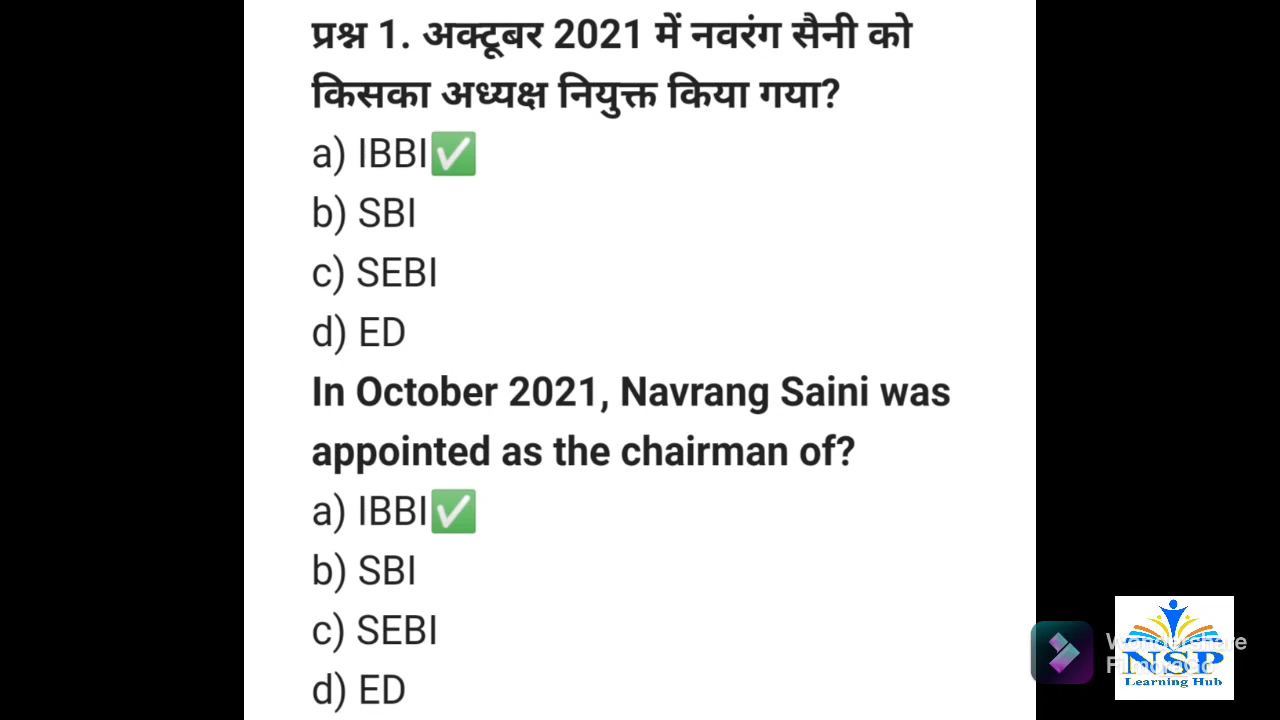 प्रश्न 1. अक्टूबर 2021 में नवरंग सैनी को
किसका अध्यक्ष नियुक्त किया गया?
a) IBBI✅
b) SBI
c) SEBI
d) ED
In October 2021, Navrang Saini was
appointed as the chairman of?
a) IBBI✅
b) SBI
c) SEBI
d) ED
Wondershare
NSP
Learning Hub